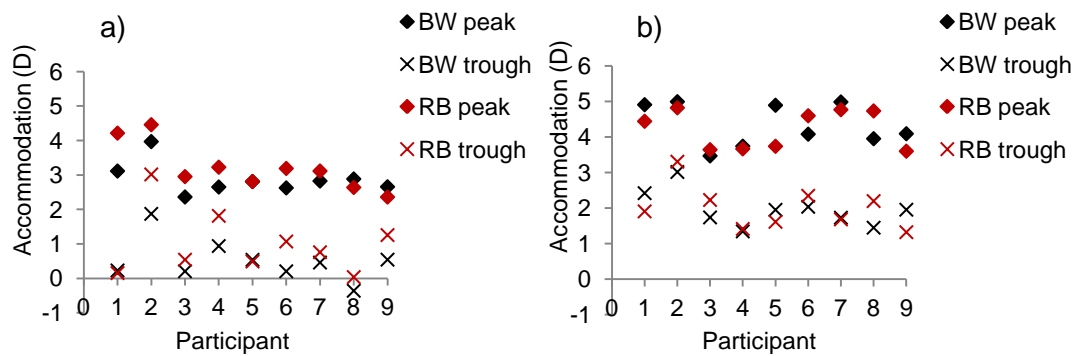 a)
BW peak
BW trough
RB peak
RB trough
Accommodation (D)
6
5
4
3
2
1
0
-1
0 1 2 3 4 5 6 7 8 9
Participant
b)
BW peak
BW trough
RB peak
RB trough
Accommodation (D)
6
5
4
3
2
1
0
-1
0 1 2 3 4 5 6 7 8 9
Participant